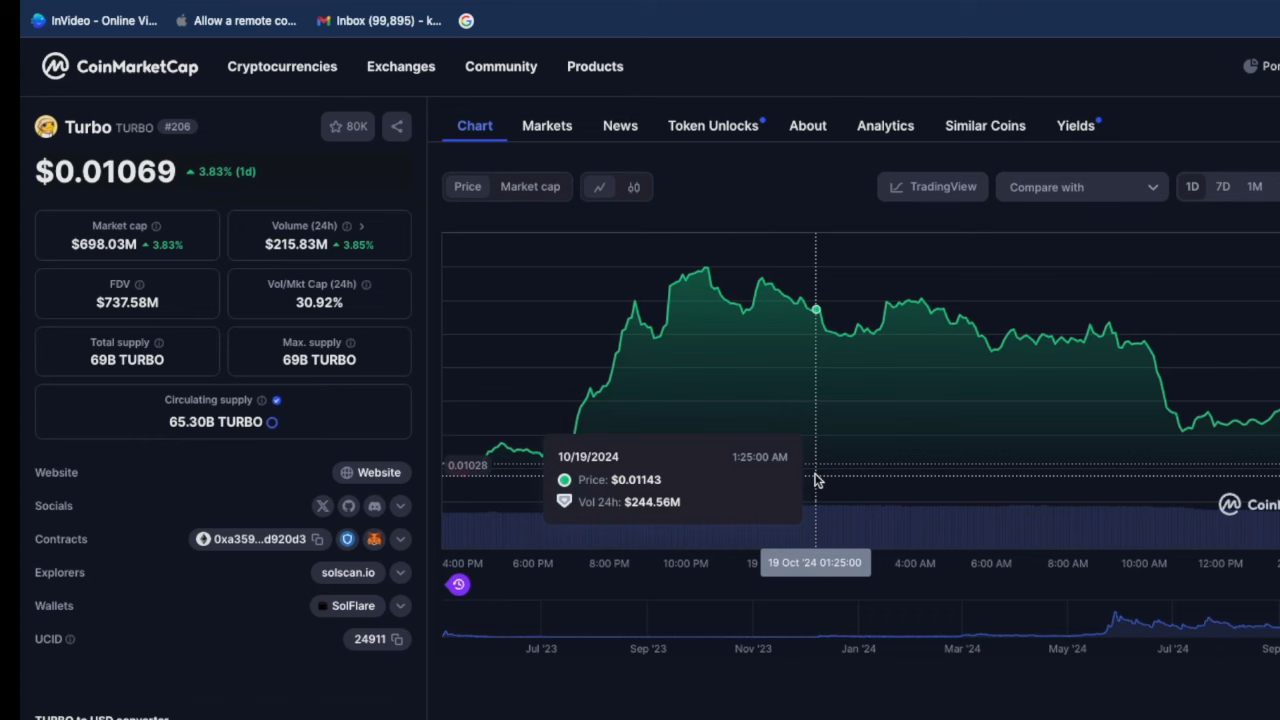 InVideo - Online Vi...
Allow a remote co...
Inbox (99,895) - k...
CoinMarketCap
Cryptocurrencies
Exchanges
Community
Products
Por
Turbo TURBO #206
80K
$0.01069 3.83% (1d)
Market cap
$698.03M 3.83%
Volume (24h)
$215.83M 3.85%
FDV
$737.58M
Vol/Mkt Cap (24h)
30.92%
Total supply
69B TURBO
Max. supply
69B TURBO
Circulating supply
65.30B TURBO
Website
Website
Socials
Contracts
0xa359...d920d3
Explorers
solscan.io
Wallets
SolFlare
UCID
24911
TURBO to USD converter
Chart
Markets
News
Token Unlocks
About
Analytics
Similar Coins
Yields
Price
Market cap
TradingView
Compare with
1D
7D
1M
0.01028
10/19/2024
1:25:00 AM
Price: $0.01143
Vol 24h: $244.56M
CoinM
4:00 PM
6:00 PM
8:00 PM
10:00 PM
19
19 Oct '24 01:25:00
4:00 AM
6:00 AM
8:00 AM
10:00 AM
12:00 PM
Jul '23
Sep '23
Nov '23
Jan '24
Mar '24
May '24
Jul '24
Sep